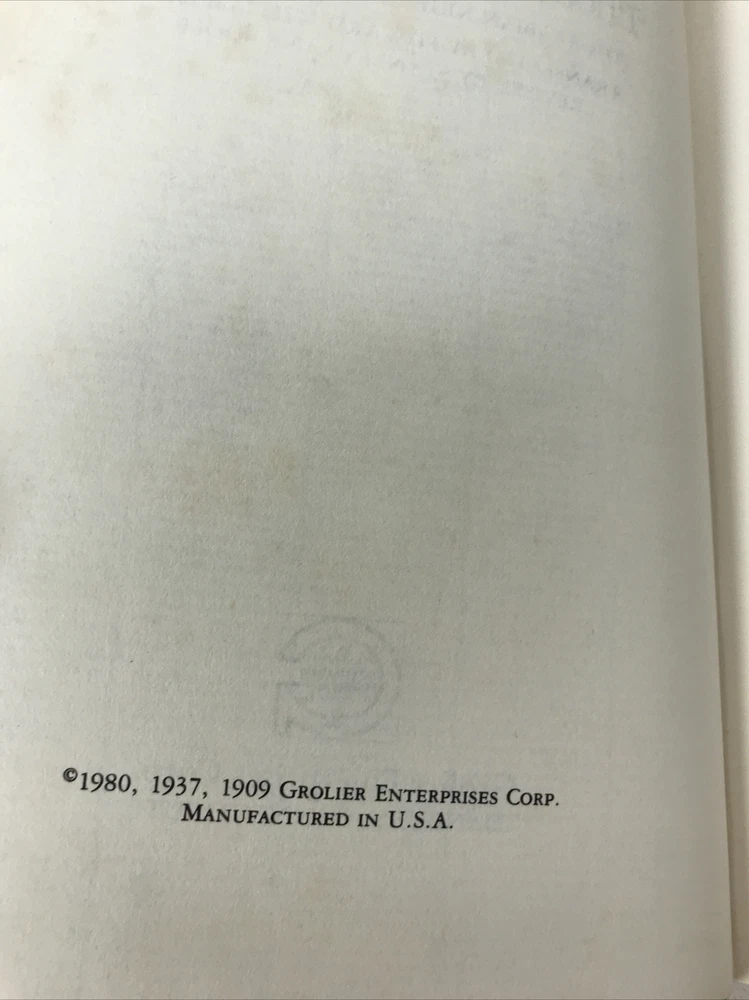 ©1980, 1937, 1909 GROLIER ENTERPRISES CORP.
MANUFACTURED IN U.S.A.